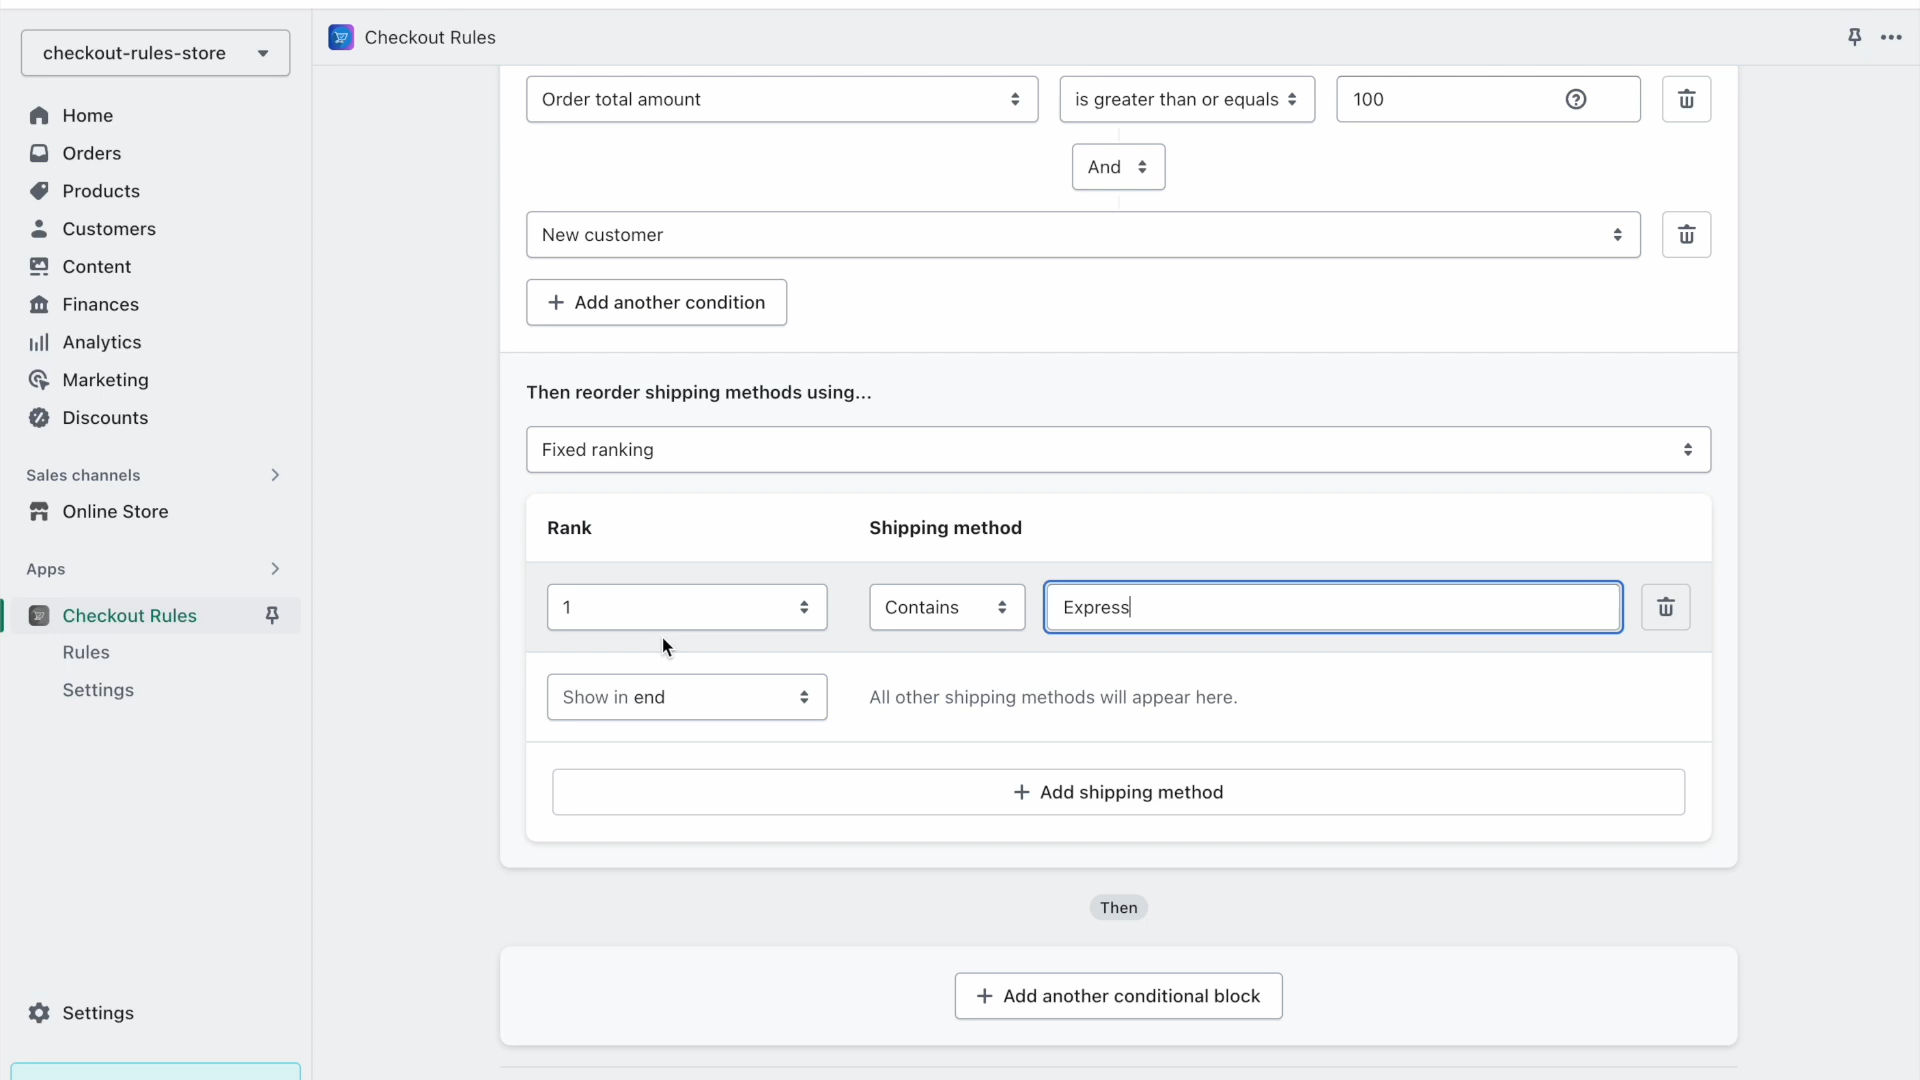 checkout-rules-store
Checkout Rules
Home
Orders
Products
Customers
Content
Finances
Analytics
Marketing
Discounts
Sales channels
Online Store
Apps
Checkout Rules
Rules
Settings
Settings
Order total amount
is greater than or equals
100
And
New customer
+ Add another condition
Then reorder shipping methods using...
Fixed ranking
Rank
Shipping method
1
Contains
Express
Show in end
All other shipping methods will appear here.
+ Add shipping method
Then
+ Add another conditional block